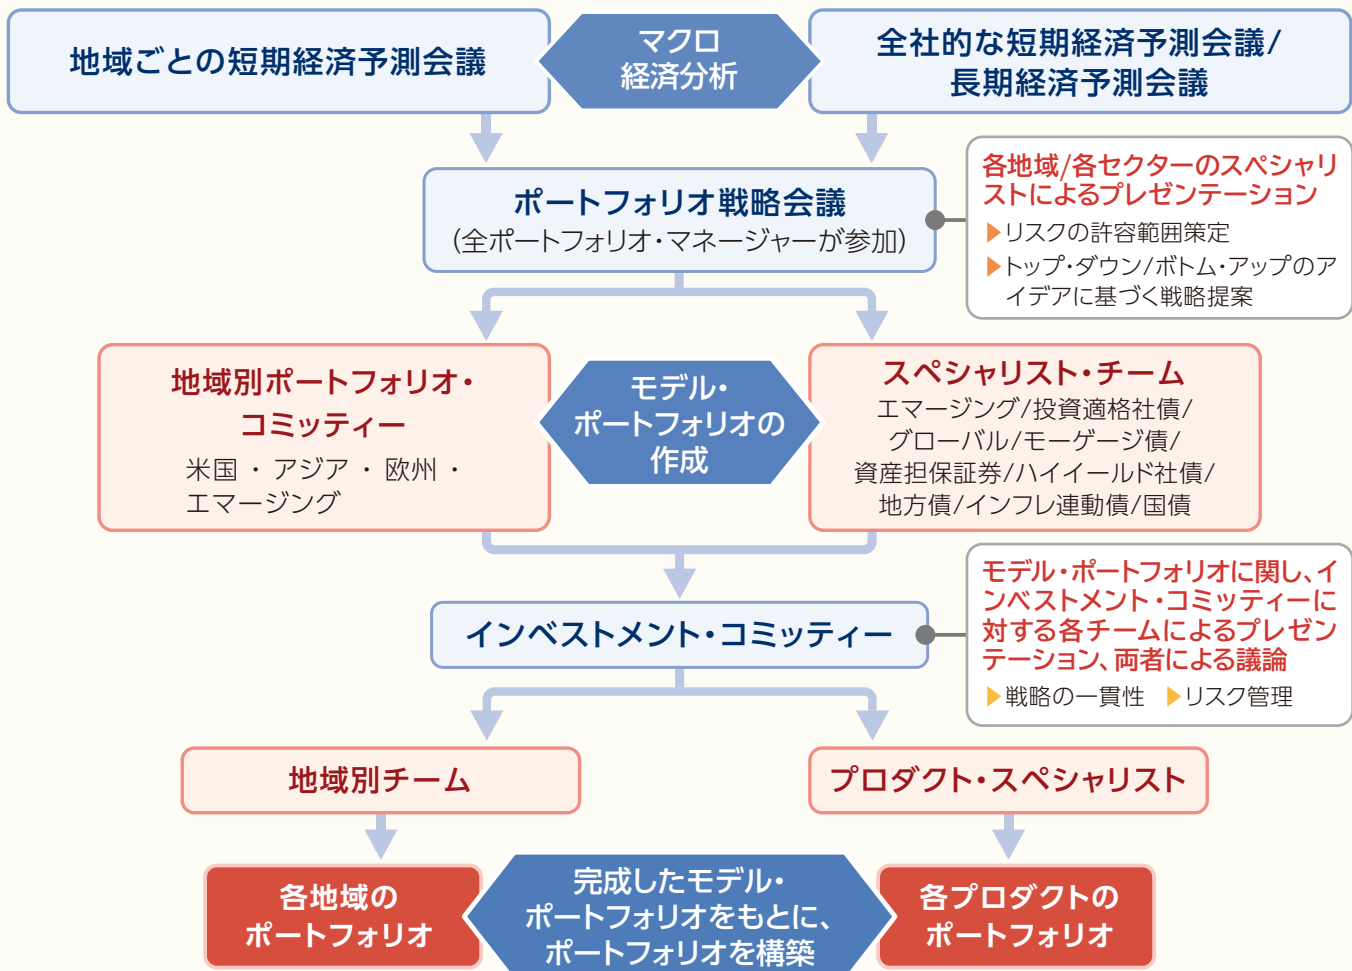 地域ごとの短期経済予測会議
マクロ
経済分析
全社的な短期経済予測会議/
長期経済予測会議
ポートフォリオ戦略会議
(全ポートフォリオ・マネージャーが参加)
各地域/各セクターのスペシャリ
ストによるプレゼンテーション
▶リスクの許容範囲策定
▶トップ・ダウン/ボトム・アップのア
イデアに基づく戦略提案
地域別ポートフォリオ・
コミッティー
米国 ・ アジア ・ 欧州 ・
エマージング
モデル・
ポートフォリオの
作成
スペシャリスト・チーム
エマージング/投資適格社債/
グローバル/モーゲージ債/
資産担保証券/ハイイールド社債/
地方債/インフレ連動債/国債
インベストメント・コミッティー
モデル・ポートフォリオに関し、イ
ンベストメント・コミッティーに
対する各チームによるプレゼン
テーション、両者による議論
▶戦略の一貫性 ▶リスク管理
地域別チーム
プロダクト・スペシャリスト
各地域の
ポートフォリオ
完成したモデル・
ポートフォリオをもとに、
ポートフォリオを構築
各プロダクトの
ポートフォリオ